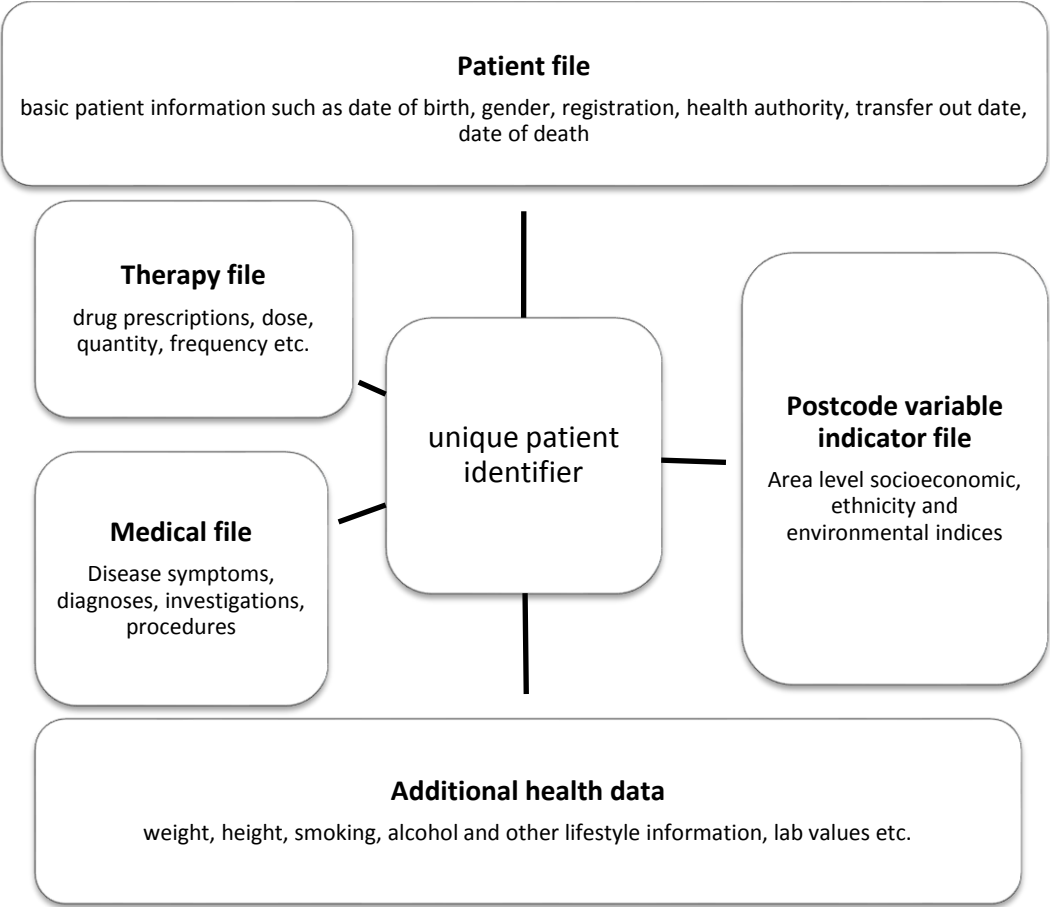 Patient file
basic patient information such as date of birth, gender, registration, health authority, transfer out date,
date of death
Therapy file
drug prescriptions, dose,
quantity, frequency etc.
unique patient
identifier
Postcode variable
indicator file
Area level socioeconomic,
ethnicity and
environmental indices
Medical file
Disease symptoms,
diagnoses, investigations,
procedures
Additional health data
weight, height, smoking, alcohol and other lifestyle information, lab values etc.